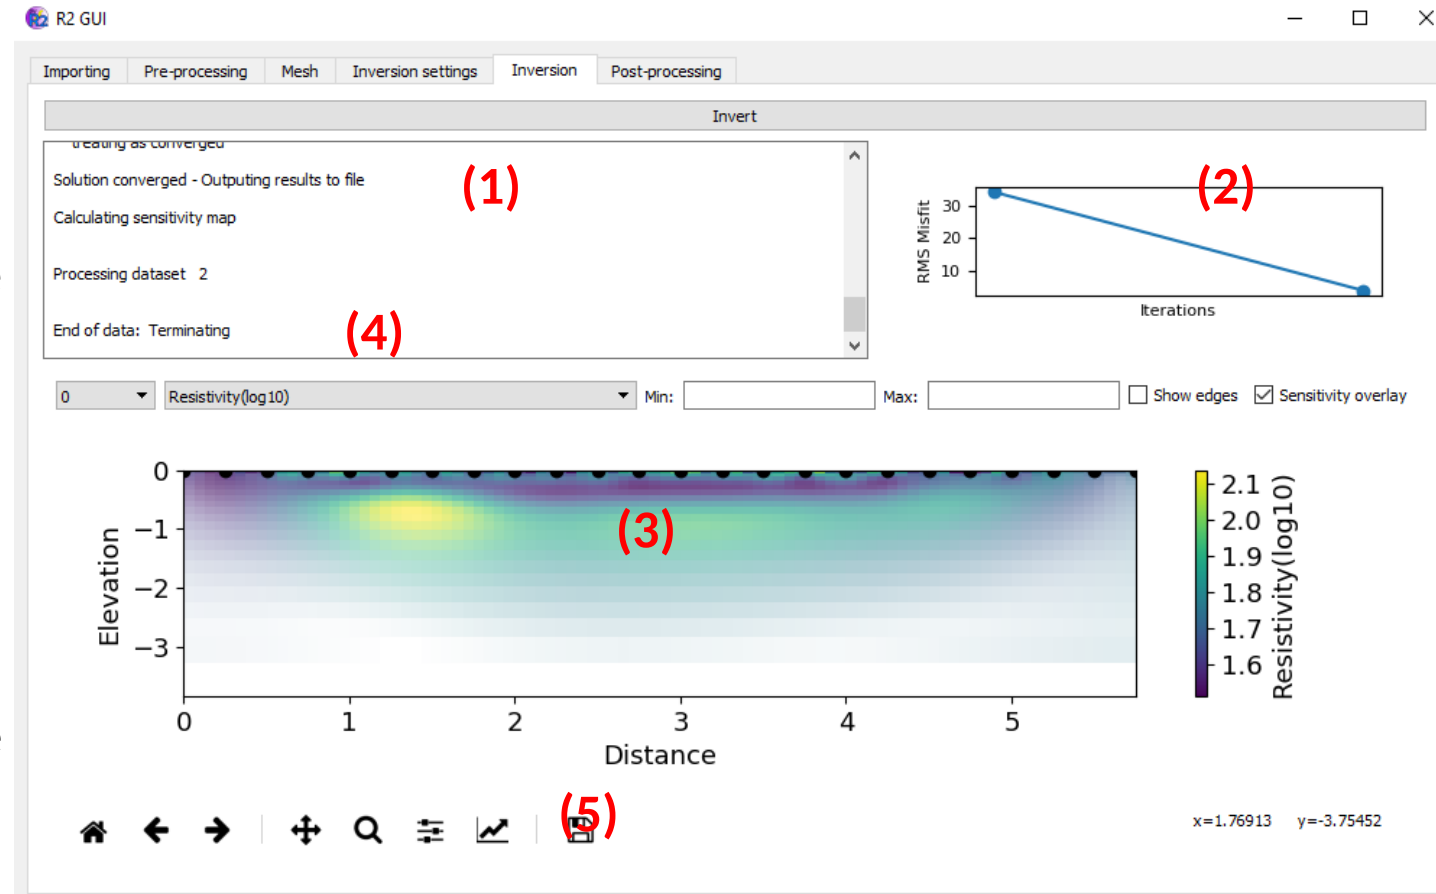 R2 GUI
Importing Pre-processing Mesh Inversion settings Inversion Post-processing
Invert
treating as converged
Solution converged - Outputing results to file
(1)
Calculating sensitivity map
Processing dataset 2
End of data: Terminating
(4)
(2)
RMS Misfit
30
20
10
Iterations
0 Resistivity(log10) Min: Max: Show edges Sensitivity overlay
(3)
Elevation
0
−1
−2
−3
0 1 2 3 4 5
Distance
2.1
2.0
1.9
1.8
1.7
1.6
Resistivity(log10)
(5)
x=1.76913 y=-3.75452